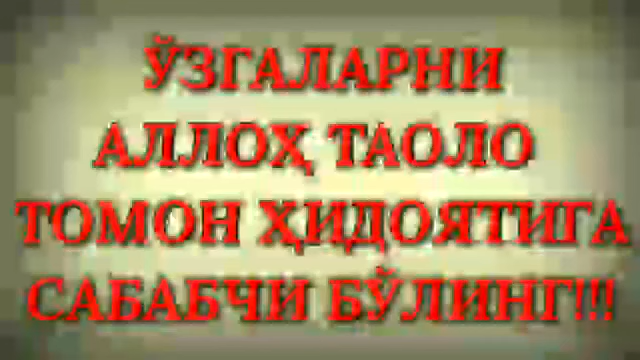 ЎЗГАЛАРНИ
АЛЛОҲ ТАОЛО
ТОМОН ҲИДОЯТИГА
САБАБЧИ БЎЛИНГ!!!